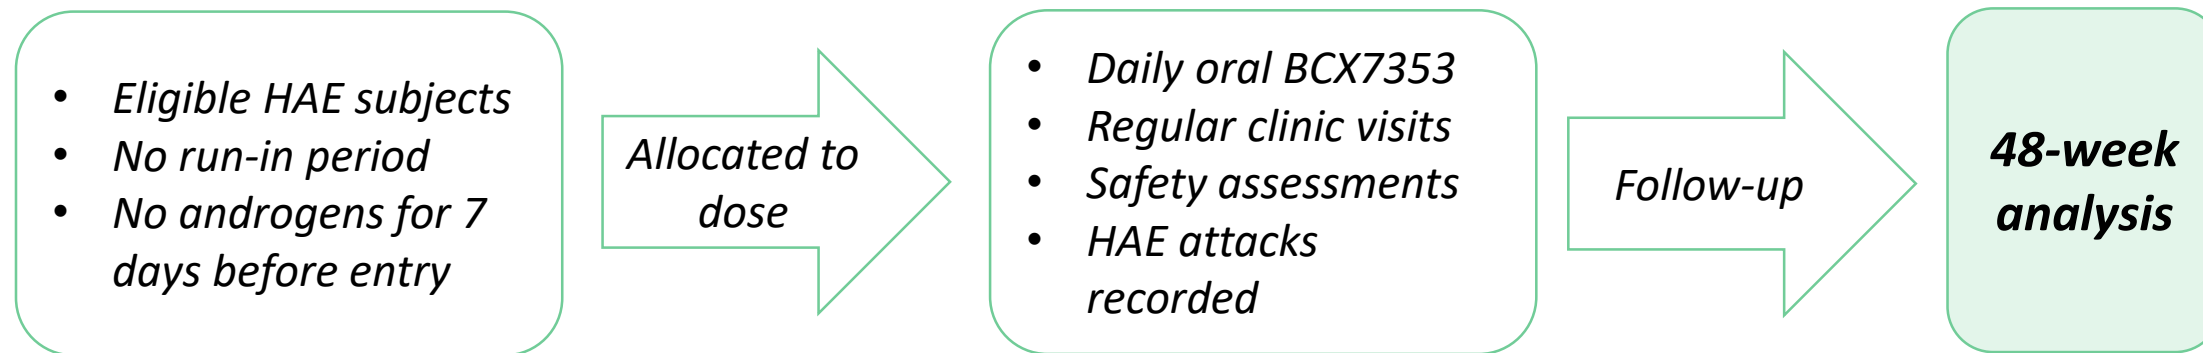 • Eligible HAE subjects
• No run-in period
• No androgens for 7
days before entry
Allocated to
dose
• Daily oral BCX7353
• Regular clinic visits
• Safety assessments
• HAE attacks
recorded
Follow-up
48-week
analysis